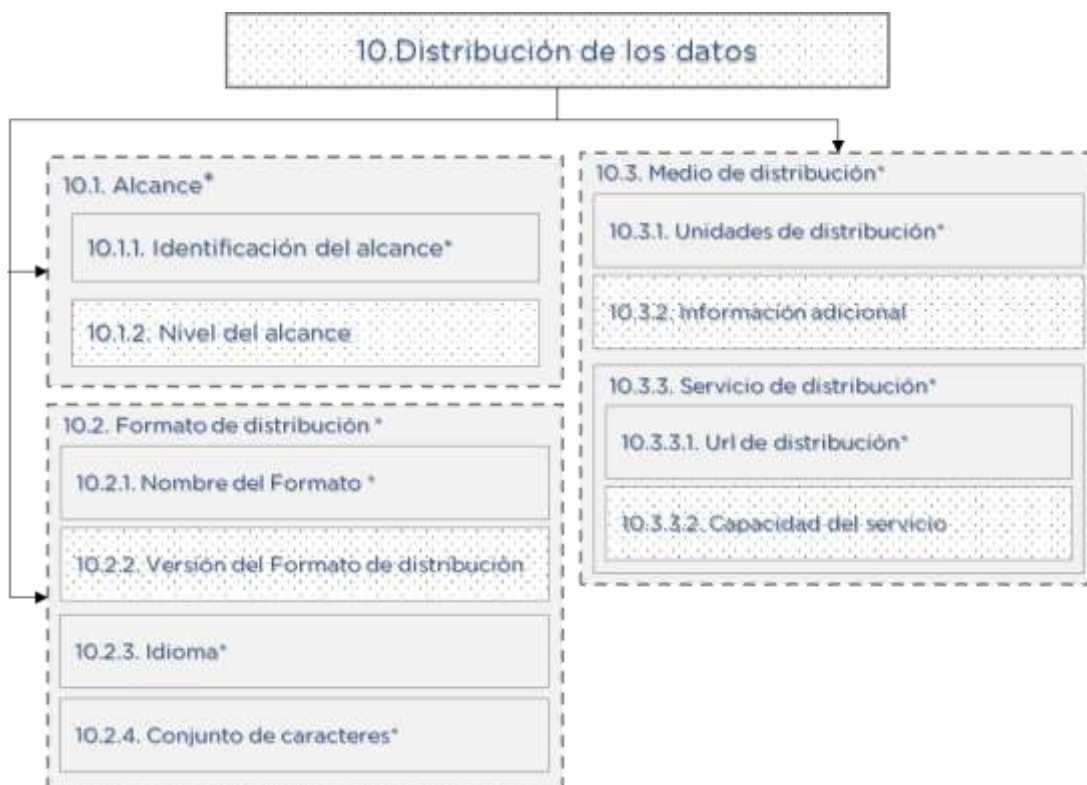 10.Distribución de los datos
10.1. Alcance*
10.1.1. Identificación del alcance*
10.1.2. Nivel del alcance
10.2. Formato de distribución *
10.2.1. Nombre del Formato *
10.2.2. Versión del Formato de distribución
10.2.3. Idioma*
10.2.4. Conjunto de caracteres*
10.3. Medio de distribución*
10.3.1. Unidades de distribución*
10.3.2. Información adicional
10.3.3. Servicio de distribución*
10.3.3.1. Url de distribución*
10.3.3.2. Capacidad del servicio